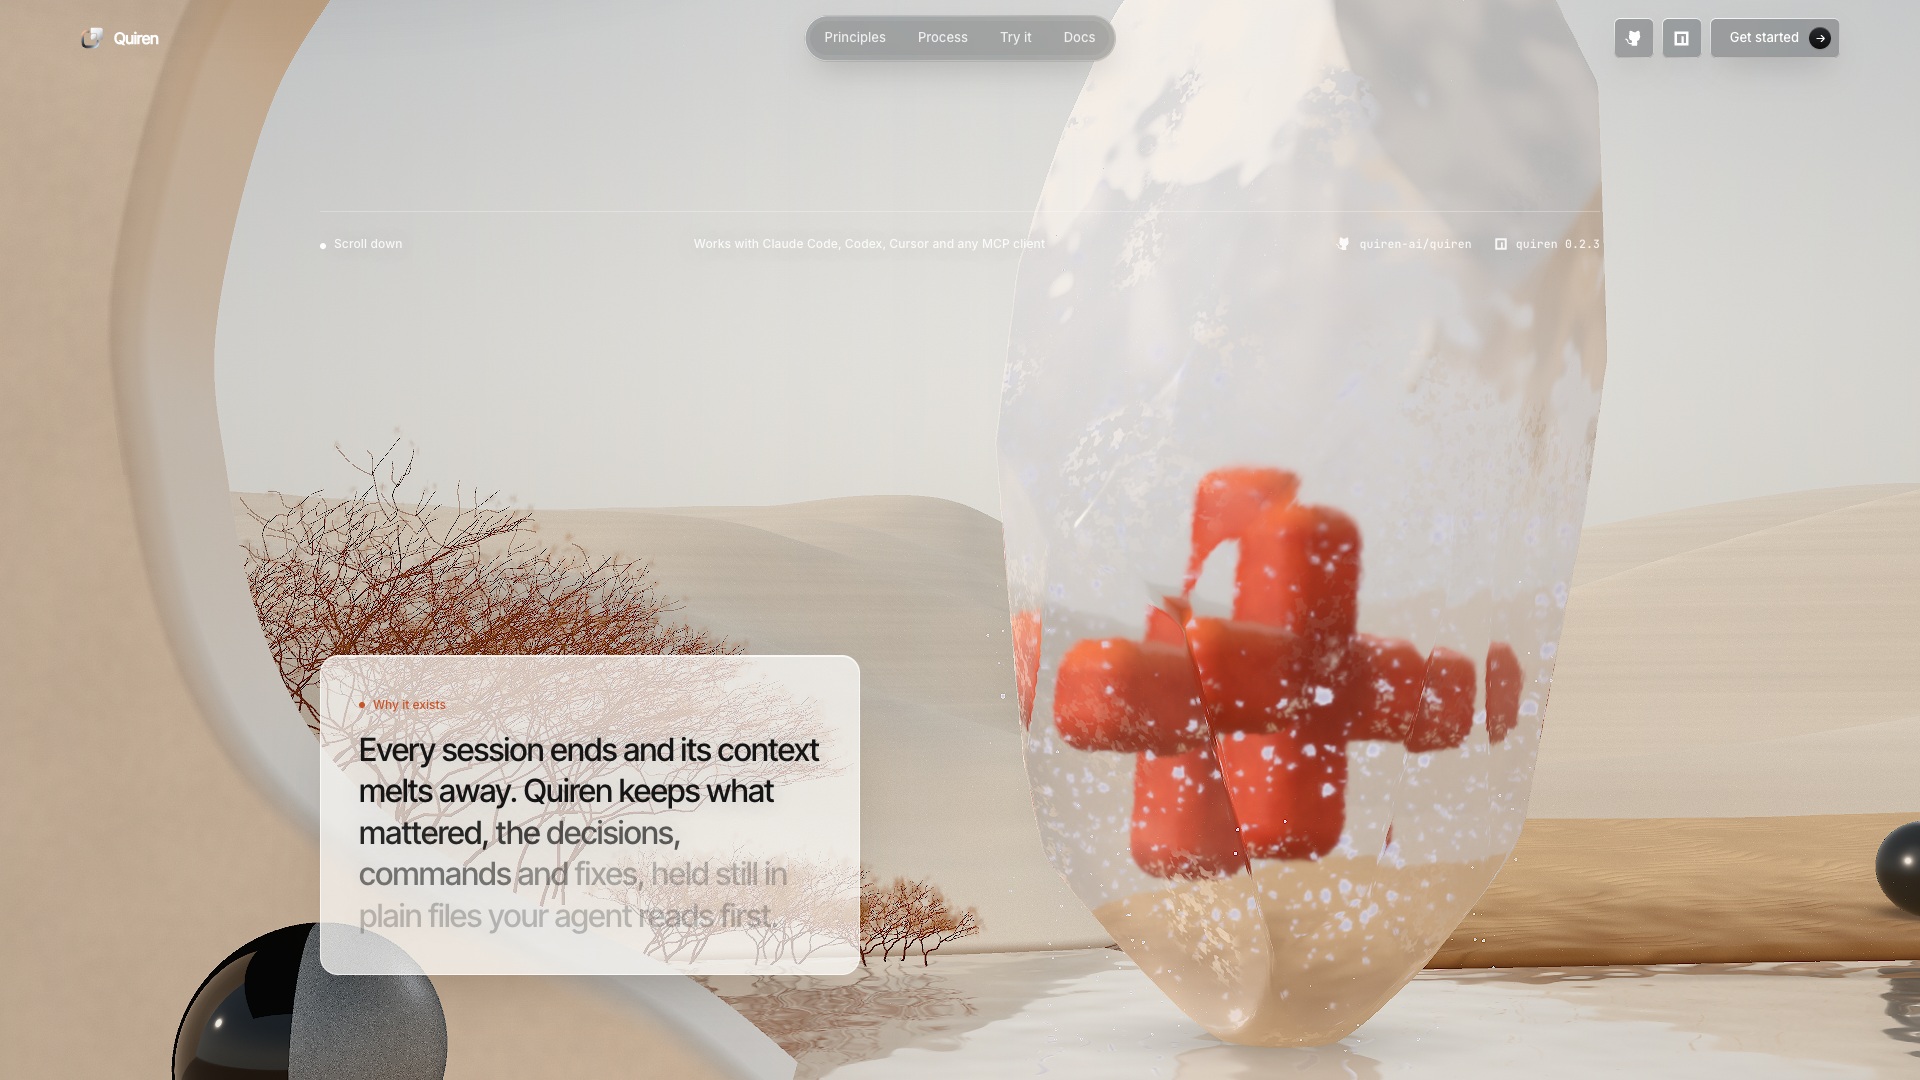 Quiren
Principles
Process
Try it
Docs
Get started
Scroll down
Works with Claude Code, Codex, Cursor and any MCP client
quiren-ai/quiren
quiren 0.2.3
Why it exists
Every session ends and its context
melts away. Quiren keeps what
mattered, the decisions,
commands and fixes, held still in
plain files your agent reads first.